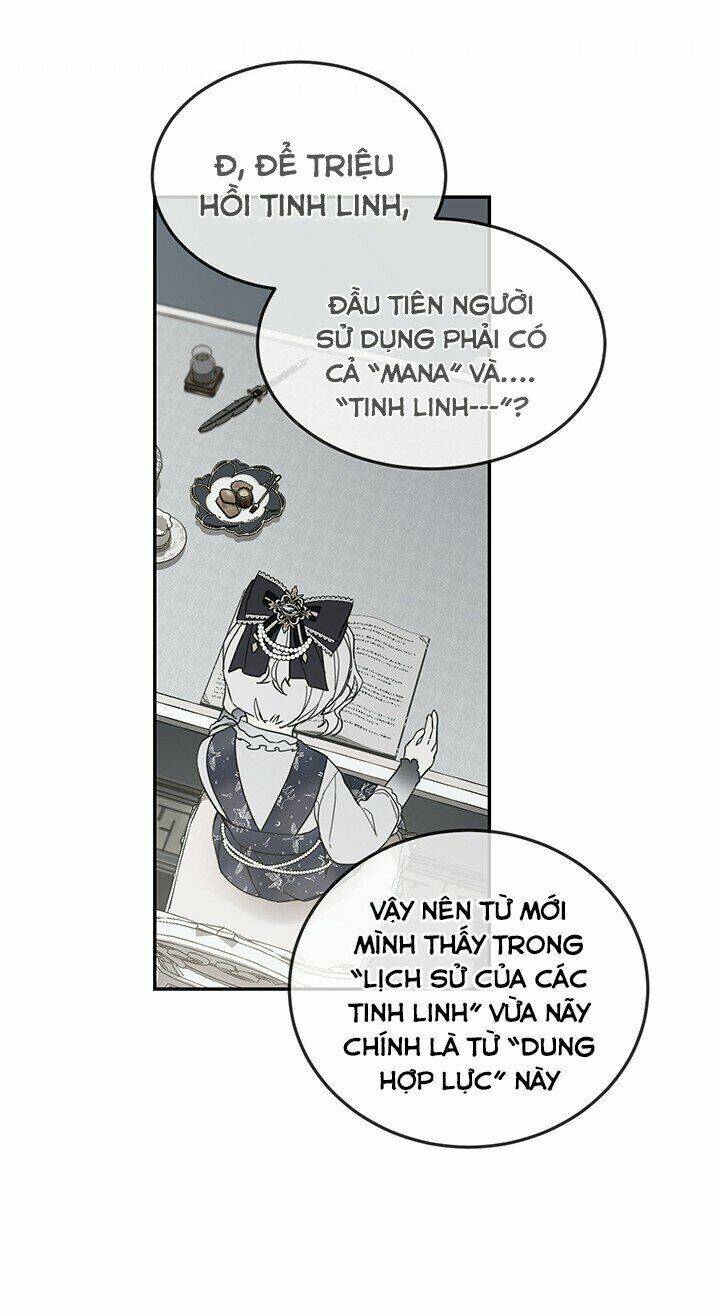 Đ, ĐỂ TRIỆU
HỒI TINH LINH,
ĐẦU TIÊN NGƯỜI
SỬ DỤNG PHẢI CÓ
CẢ "MANA" VÀ....
"TINH LINH---"?
VẬY NÊN TỪ MỚI
MÌNH THẤY TRONG
"LỊCH SỬ CỦA CÁC
TINH LINH" VỪA NÃY
CHÍNH LÀ TỪ "DUNG
HỢP LỰC" NÀY